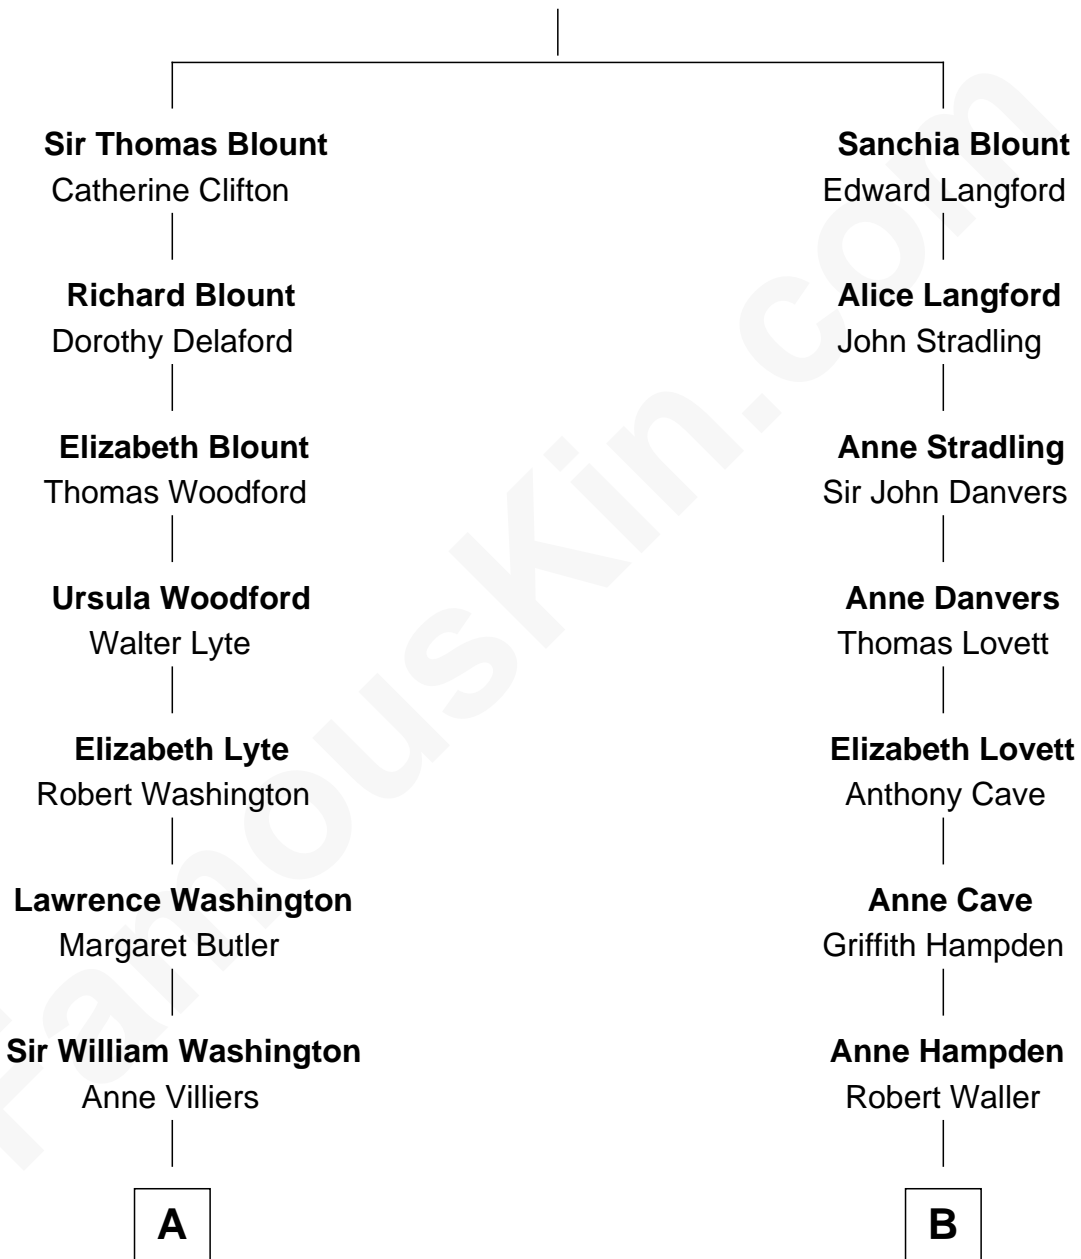 Sir Thomas Blount
Catherine Clifton
Richard Blount
Dorothy Delaford
Elizabeth Blount
Thomas Woodford
Ursula Woodford
Walter Lyte
Elizabeth Lyte
Robert Washington
Lawrence Washington
Margaret Butler
Sir William Washington
Anne Villiers
A
Sanchia Blount
Edward Langford
Alice Langford
John Stradling
Anne Stradling
Sir John Danvers
Anne Danvers
Thomas Lovett
Elizabeth Lovett
Anthony Cave
Anne Cave
Griffith Hampden
Anne Hampden
Robert Waller
B
FamousKin.com